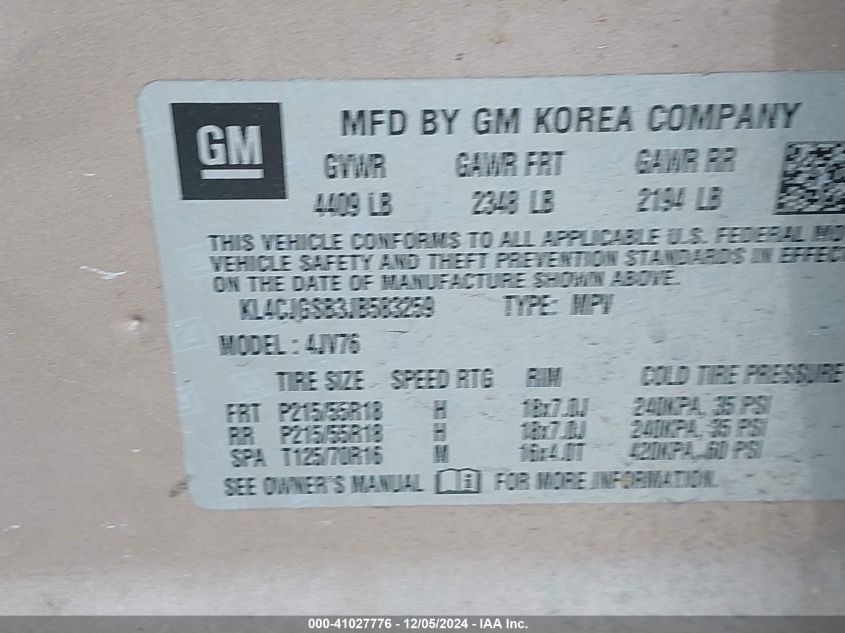 GM
MFD BY GM KOREA COMPANY
GVWR GAWR FRT GAWR RR
4409 LB 2348 LB 2194 LB
THIS VEHICLE CONFORMS TO ALL APPLICABLE U.S. FEDERAL MO
VEHICLE SAFETY AND THEFT PREVENTION STANDARDS IN EFFEC
ON THE DATE OF MANUFACTURE SHOWN ABOVE.
KL4CJGSB3JB583259 TYPE: MPV
MODEL: 4JV76
TIRE SIZE SPEED RTG RIM COLD TIRE PRESSURE
FRT P215/55R18 H 18x7.0J 240KPA, 35 PSI
RR P215/55R18 H 18x7.0J 240KPA, 35 PSI
SPA T125/70R16 M 16x4.0T 420KPA, 60 PSI
SEE OWNER'S MANUAL FOR MORE INFORMATION.
000-41027776 - 12/05/2024 - IAA Inc.